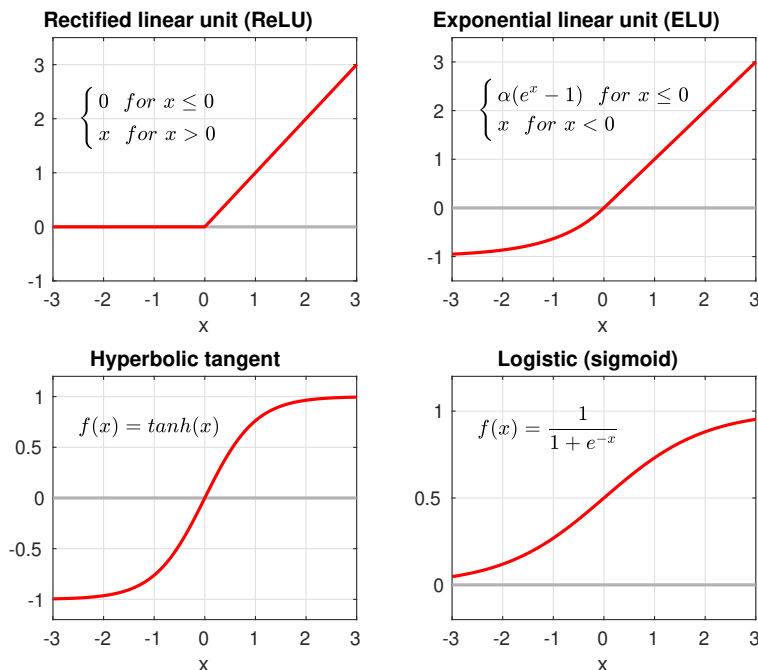 Rectified linear unit (ReLU)
3
2
1
0
-1
{ 0 for x ≤ 0
x for x > 0
-3 -2 -1 0 1 2 3
x
Exponential linear unit (ELU)
3
2
1
0
-1
{ α(eˣ − 1) for x ≤ 0
x for x < 0
-3 -2 -1 0 1 2 3
x
Hyperbolic tangent
1
0.5
0
-0.5
-1
f(x) = tanh(x)
-3 -2 -1 0 1 2 3
x
Logistic (sigmoid)
1
0.5
0
f(x) = 1 / (1 + e⁻ˣ)
-3 -2 -1 0 1 2 3
x